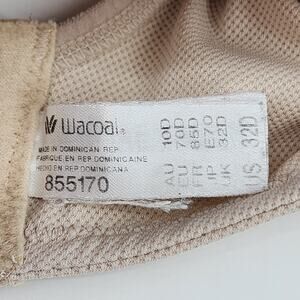 Wacoal®
MADE IN DOMINICAN REP
FABRIQUE EN REP DOMINICAINE
HECHO EN REP DOMINICANA
855170
AU 10D
EU 70D
FR 85D
JP E70
UK 32D
US 32D